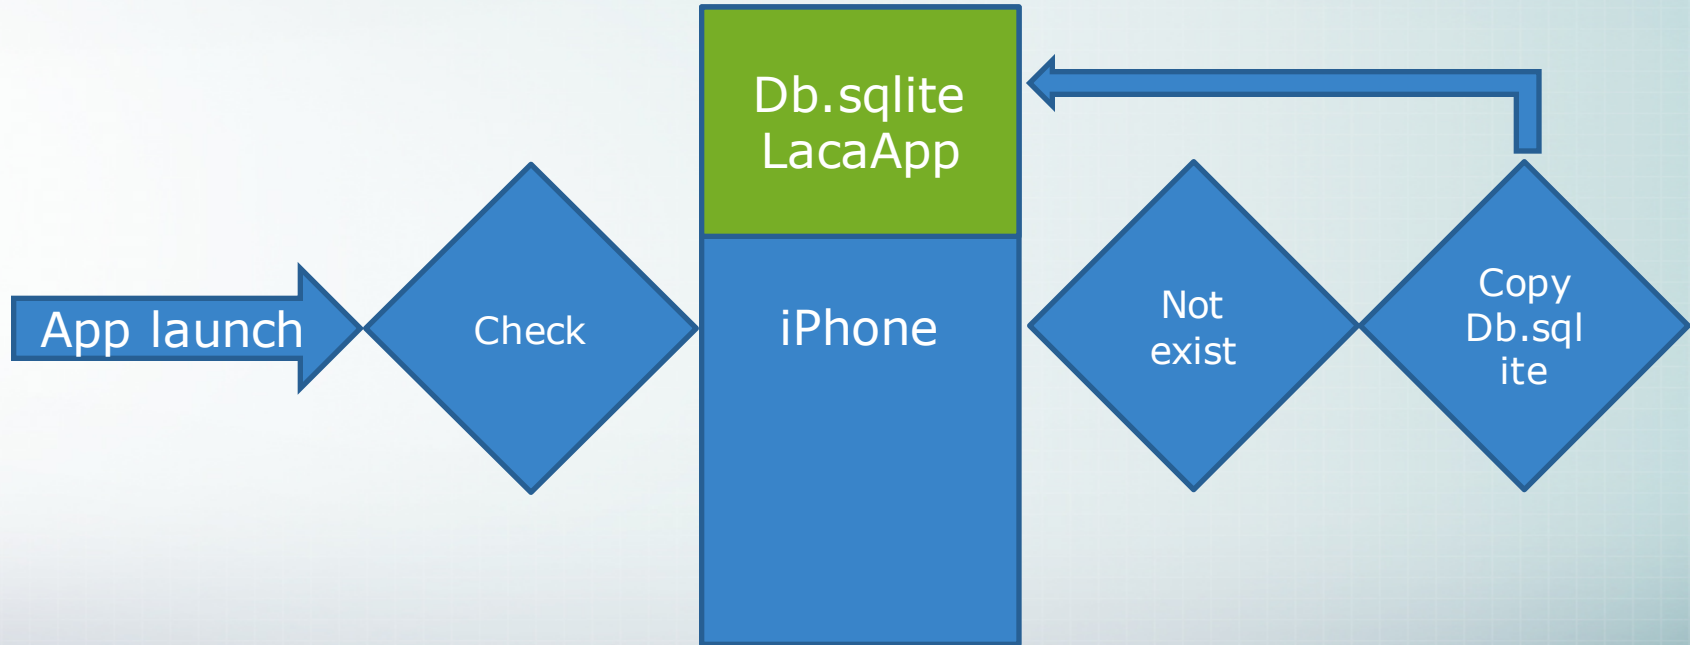 App launch
Check
Db.sqlite
LacaApp
iPhone
Not
exist
Copy
Db.sql
ite